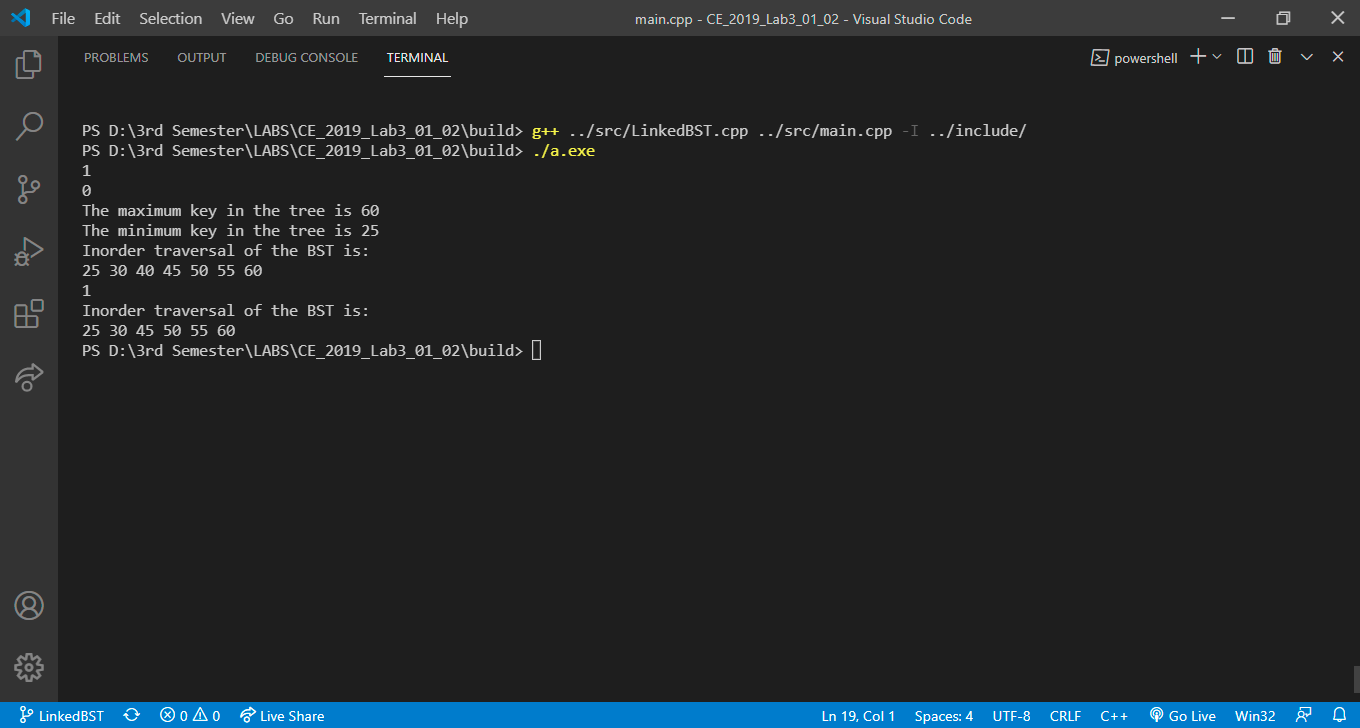 File Edit Selection View Go Run Terminal Help main.cpp - CE_2019_Lab3_01_02 - Visual Studio Code
PROBLEMS OUTPUT DEBUG CONSOLE TERMINAL powershell
PS D:\3rd Semester\LABS\CE_2019_Lab3_01_02\build> g++ ../src/LinkedBST.cpp ../src/main.cpp -I ../include/
PS D:\3rd Semester\LABS\CE_2019_Lab3_01_02\build> ./a.exe
1
0
The maximum key in the tree is 60
The minimum key in the tree is 25
Inorder traversal of the BST is:
25 30 40 45 50 55 60
1
Inorder traversal of the BST is:
25 30 45 50 55 60
PS D:\3rd Semester\LABS\CE_2019_Lab3_01_02\build>
LinkedBST 0 0 Live Share Ln 19, Col 1 Spaces: 4 UTF-8 CRLF C++ Go Live Win32